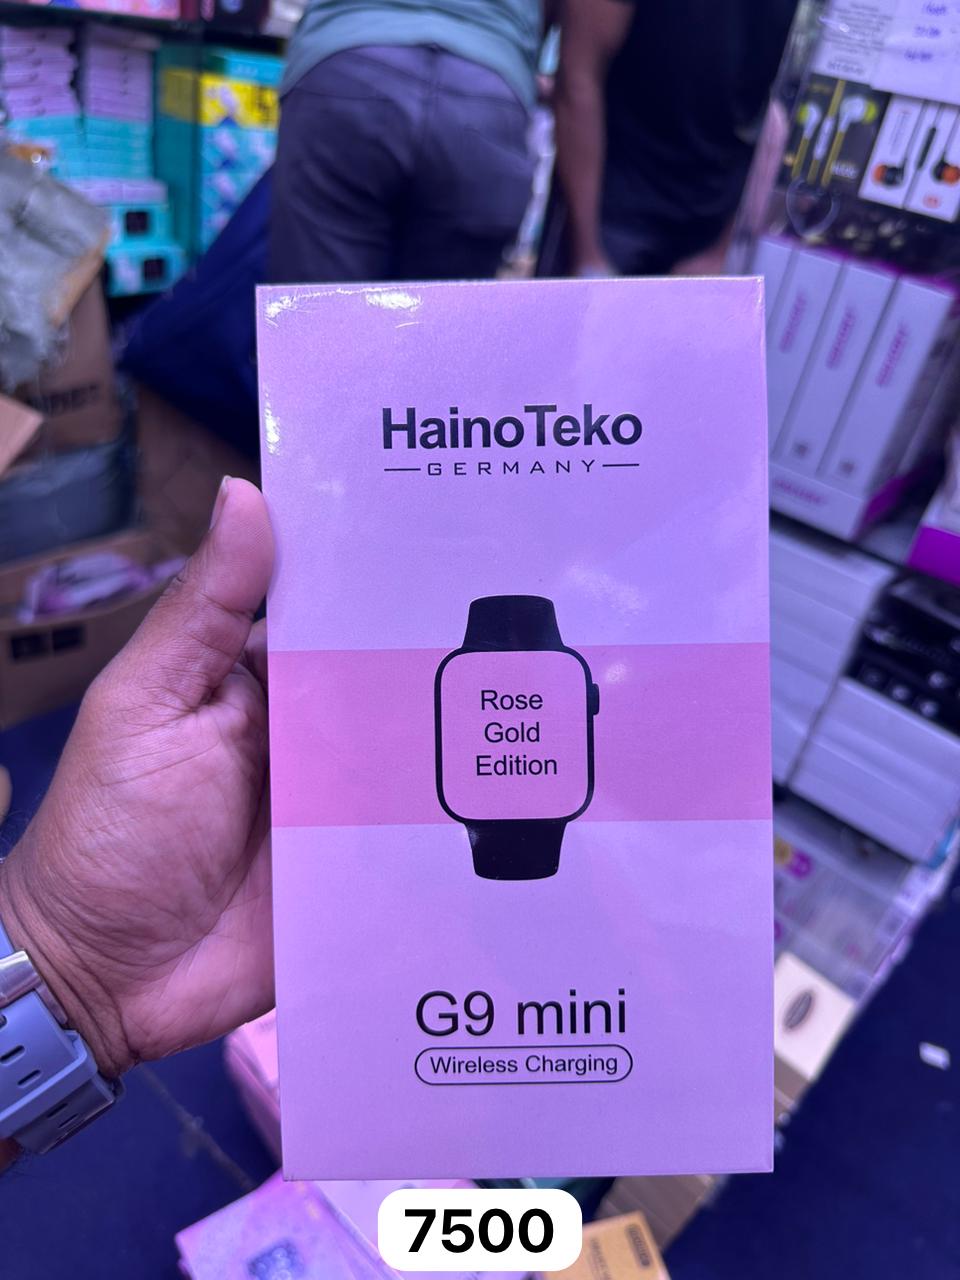 HainoTeko
GERMANY
Rose
Gold
Edition
G9 mini
Wireless Charging
7500